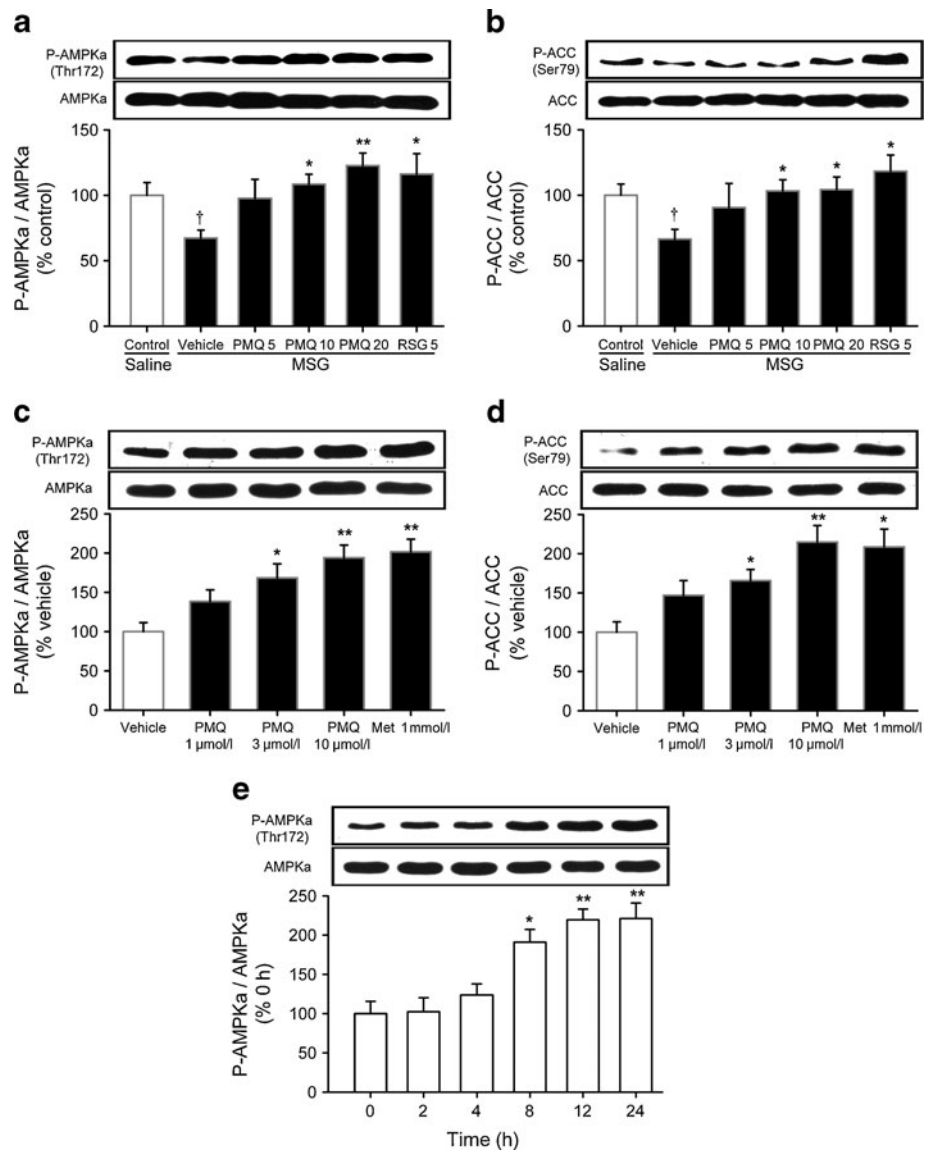 a
P-AMPKa
(Thr172)
AMPKa
P-AMPKa / AMPKa
(% control)
150
100
50
0
†
*
**
*
Control Vehicle PMQ 5 PMQ 10 PMQ 20 RSG 5
Saline MSG
b
P-ACC
(Ser79)
ACC
P-ACC / ACC
(% control)
150
100
50
0
†
*
*
*
Control Vehicle PMQ 5 PMQ 10 PMQ 20 RSG 5
Saline MSG
c
P-AMPKa
(Thr172)
AMPKa
P-AMPKa / AMPKa
(% vehicle)
250
200
150
100
50
0
*
**
**
Vehicle PMQ PMQ PMQ Met 1mmol/l
1 µmol/l 3 µmol/l 10 µmol/l
d
P-ACC
(Ser79)
ACC
P-ACC / ACC
(% vehicle)
250
200
150
100
50
0
*
**
*
Vehicle PMQ PMQ PMQ Met 1mmol/l
1 µmol/l 3 µmol/l 10 µmol/l
e
P-AMPKa
(Thr172)
AMPKa
P-AMPKa / AMPKa
(% 0 h)
250
200
150
100
50
0
*
**
**
0 2 4 8 12 24
Time (h)